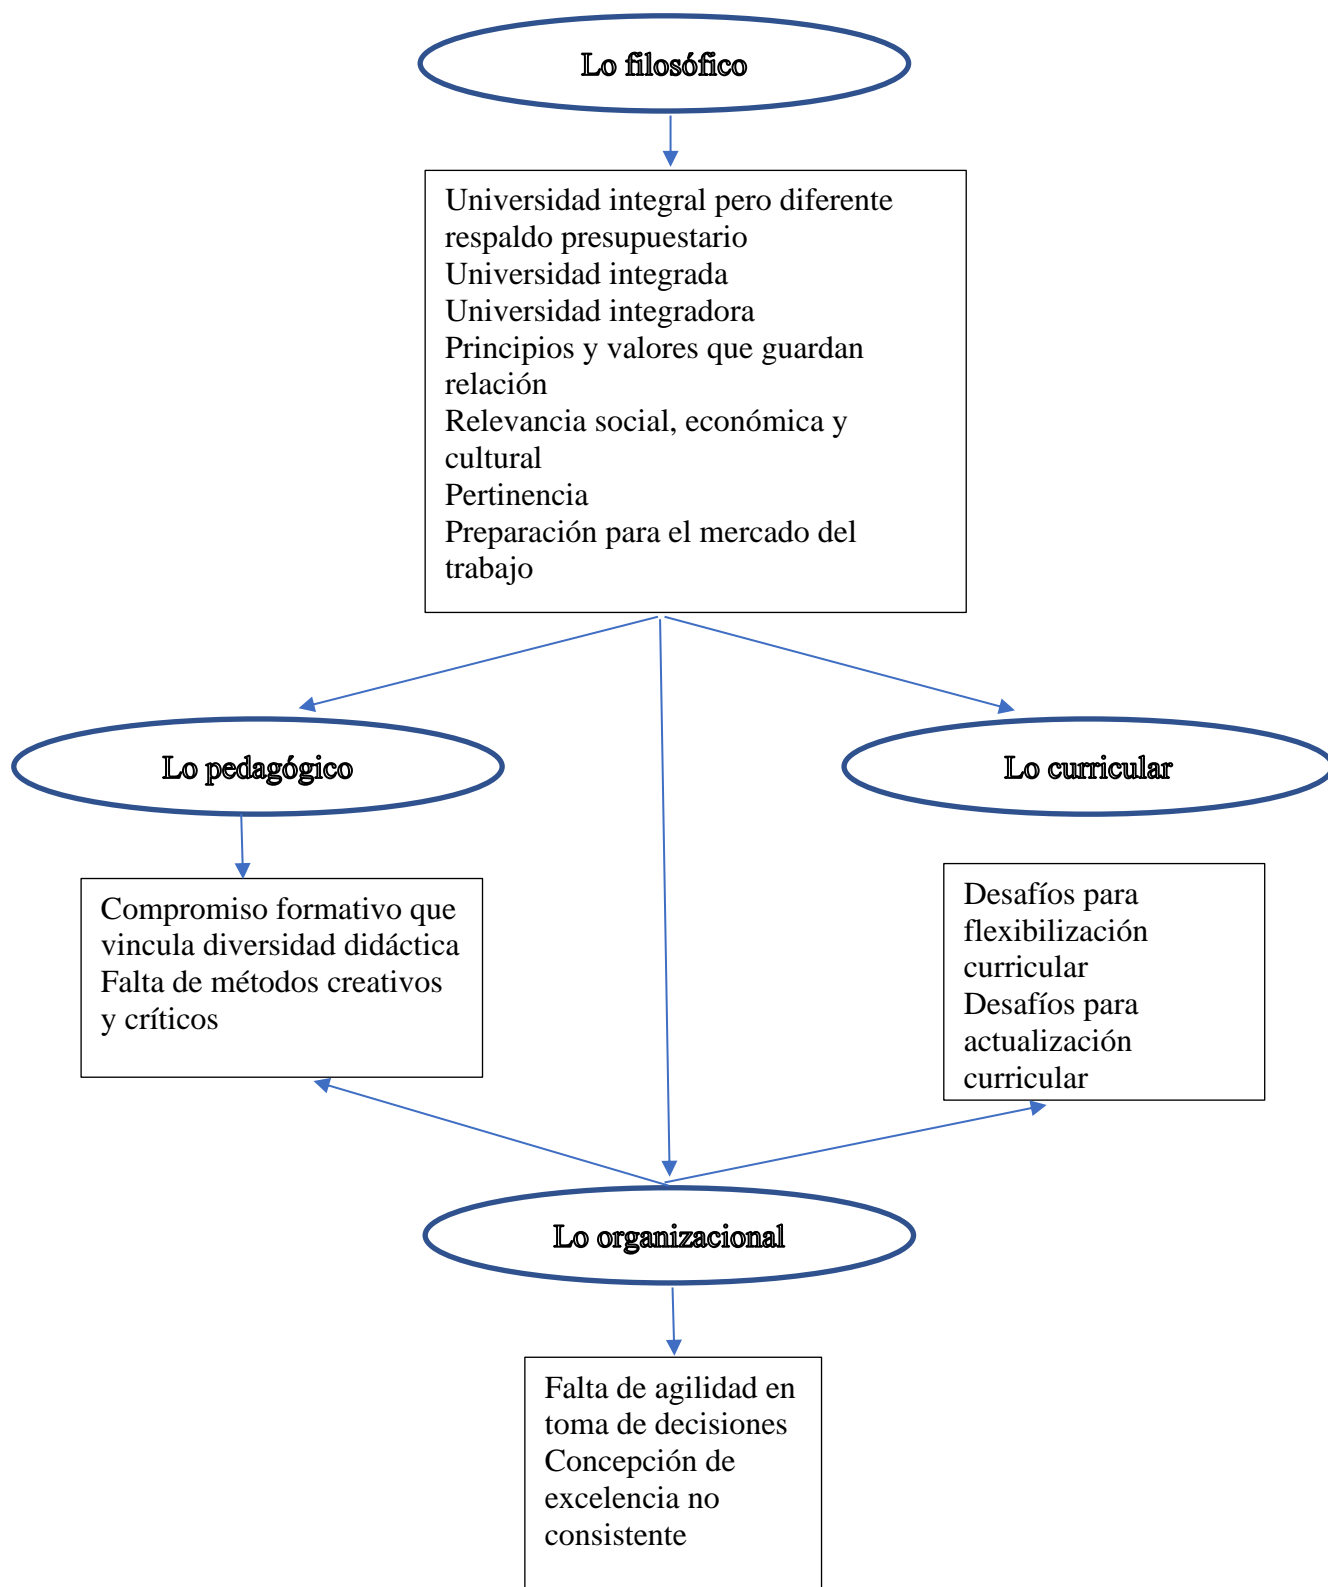 Lo filosófico
Universidad integral pero diferente
respaldo presupuestario
Universidad integrada
Universidad integradora
Principios y valores que guardan
relación
Relevancia social, económica y
cultural
Pertinencia
Preparación para el mercado del
trabajo
Lo pedagógico
Lo curricular
Compromiso formativo que
vincula diversidad didáctica
Falta de métodos creativos
y críticos
Desafíos para
flexibilización
curricular
Desafíos para
actualización
curricular
Lo organizacional
Falta de agilidad en
toma de decisiones
Concepción de
excelencia no
consistente